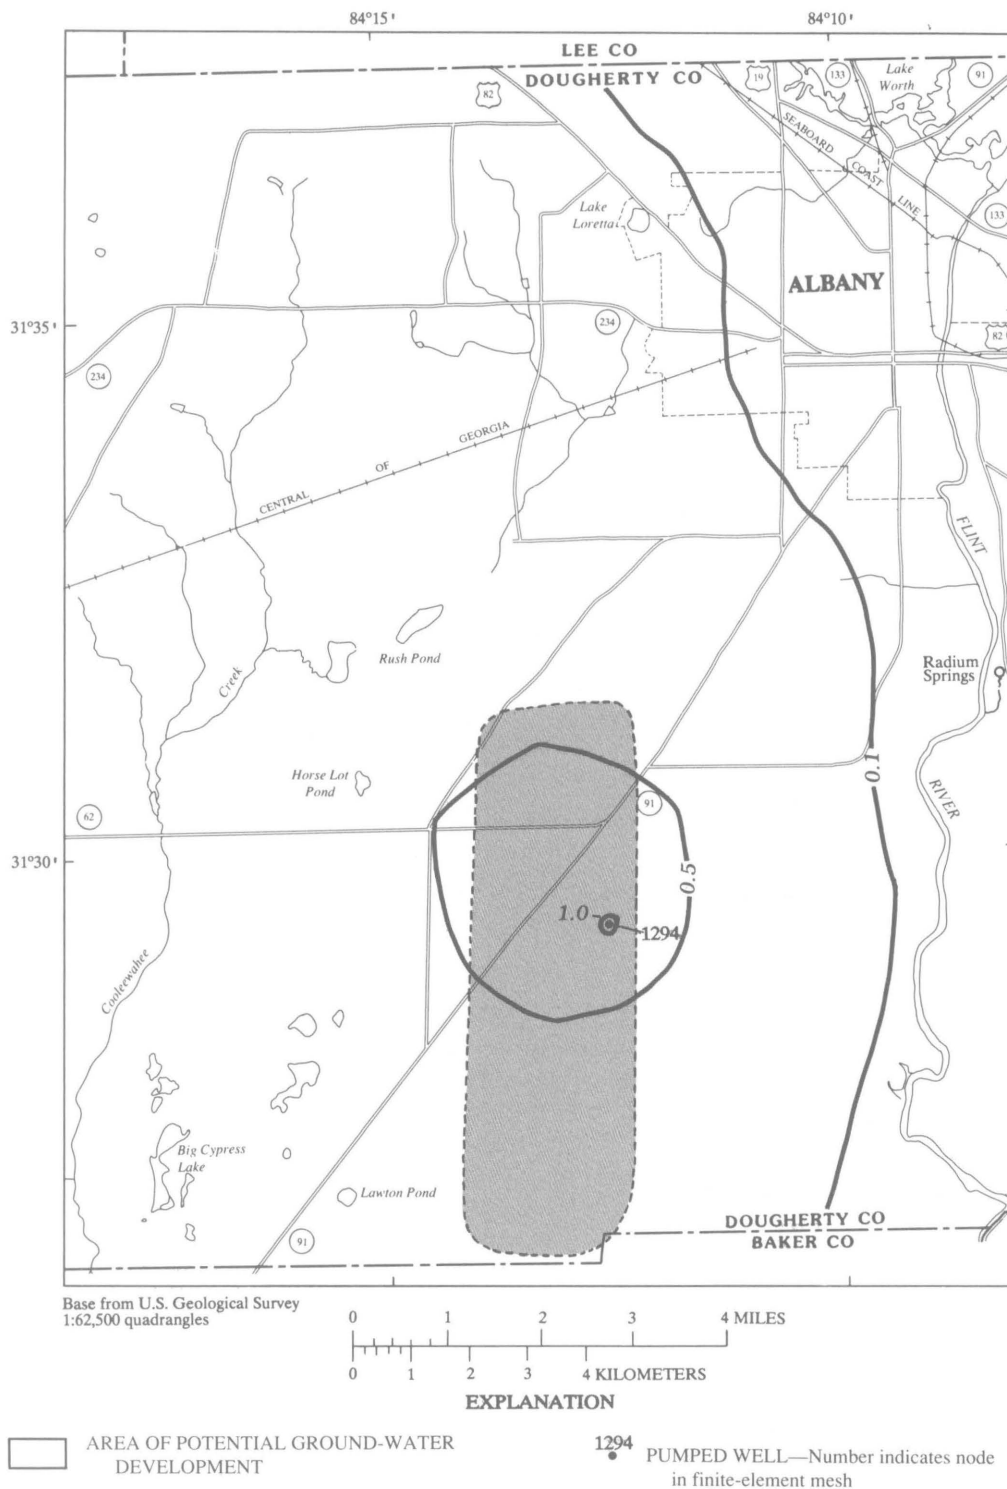 84°15'
84°10'
LEE CO
DOUGHERTY CO
82
19
133
Lake
Worth
91
SEABOARD
COAST
LINE
133
Lake
Loretta
ALBANY
31°35'
234
82
234
GEORGIA
OF
CENTRAL
FLINT
Rush Pond
Radium
Springs
Creek
0.1
Horse Lot
Pond
RIVER
62
91
31°30'
0.5
1.0
1294
Cooleewahee
Big Cypress
Lake
Lawton Pond
91
DOUGHERTY CO
BAKER CO
Base from U.S. Geological Survey
1:62,500 quadrangles
0 1 2 3 4 MILES
0 1 2 3 4 KILOMETERS
EXPLANATION
AREA OF POTENTIAL GROUND-WATER
DEVELOPMENT
1294
PUMPED WELL—Number indicates node
in finite-element mesh